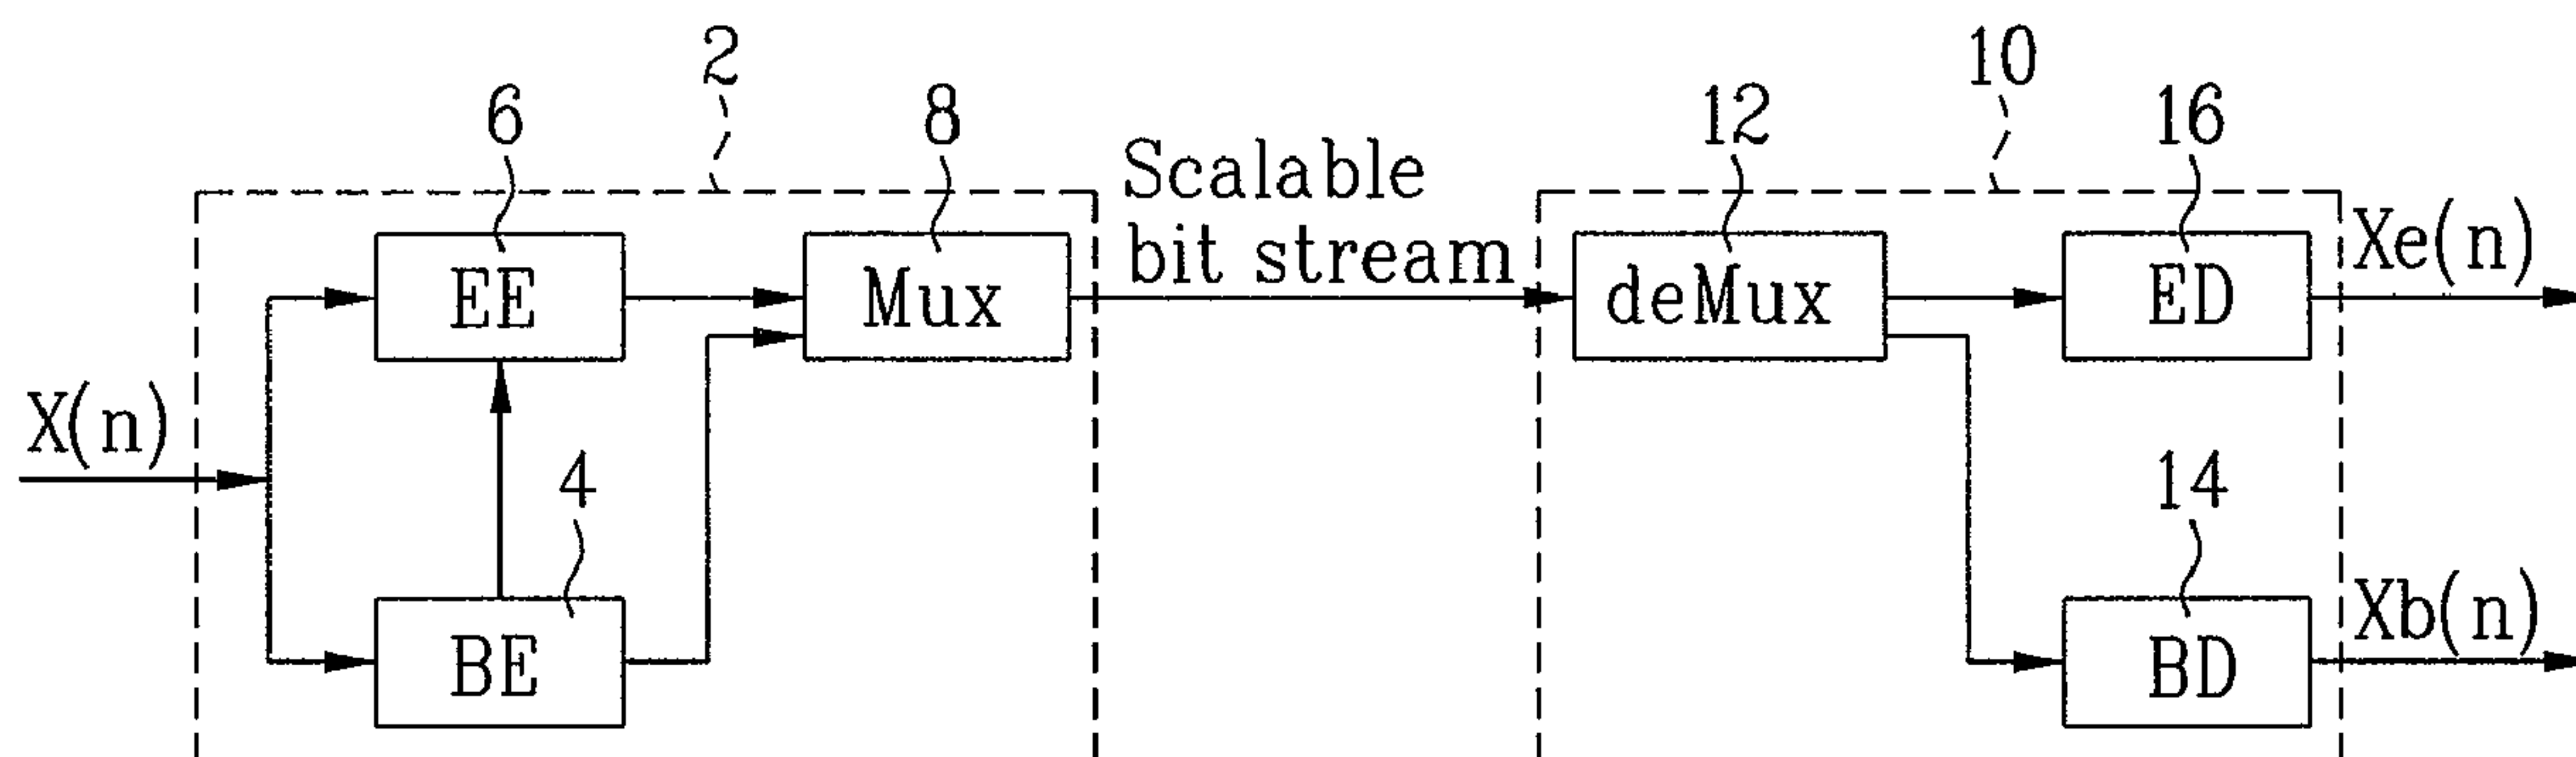 2
10
6
8
12
16
Scalable
bit stream
EE
Mux
deMux
ED
Xe(n)
X(n)
4
14
BE
BD
Xb(n)